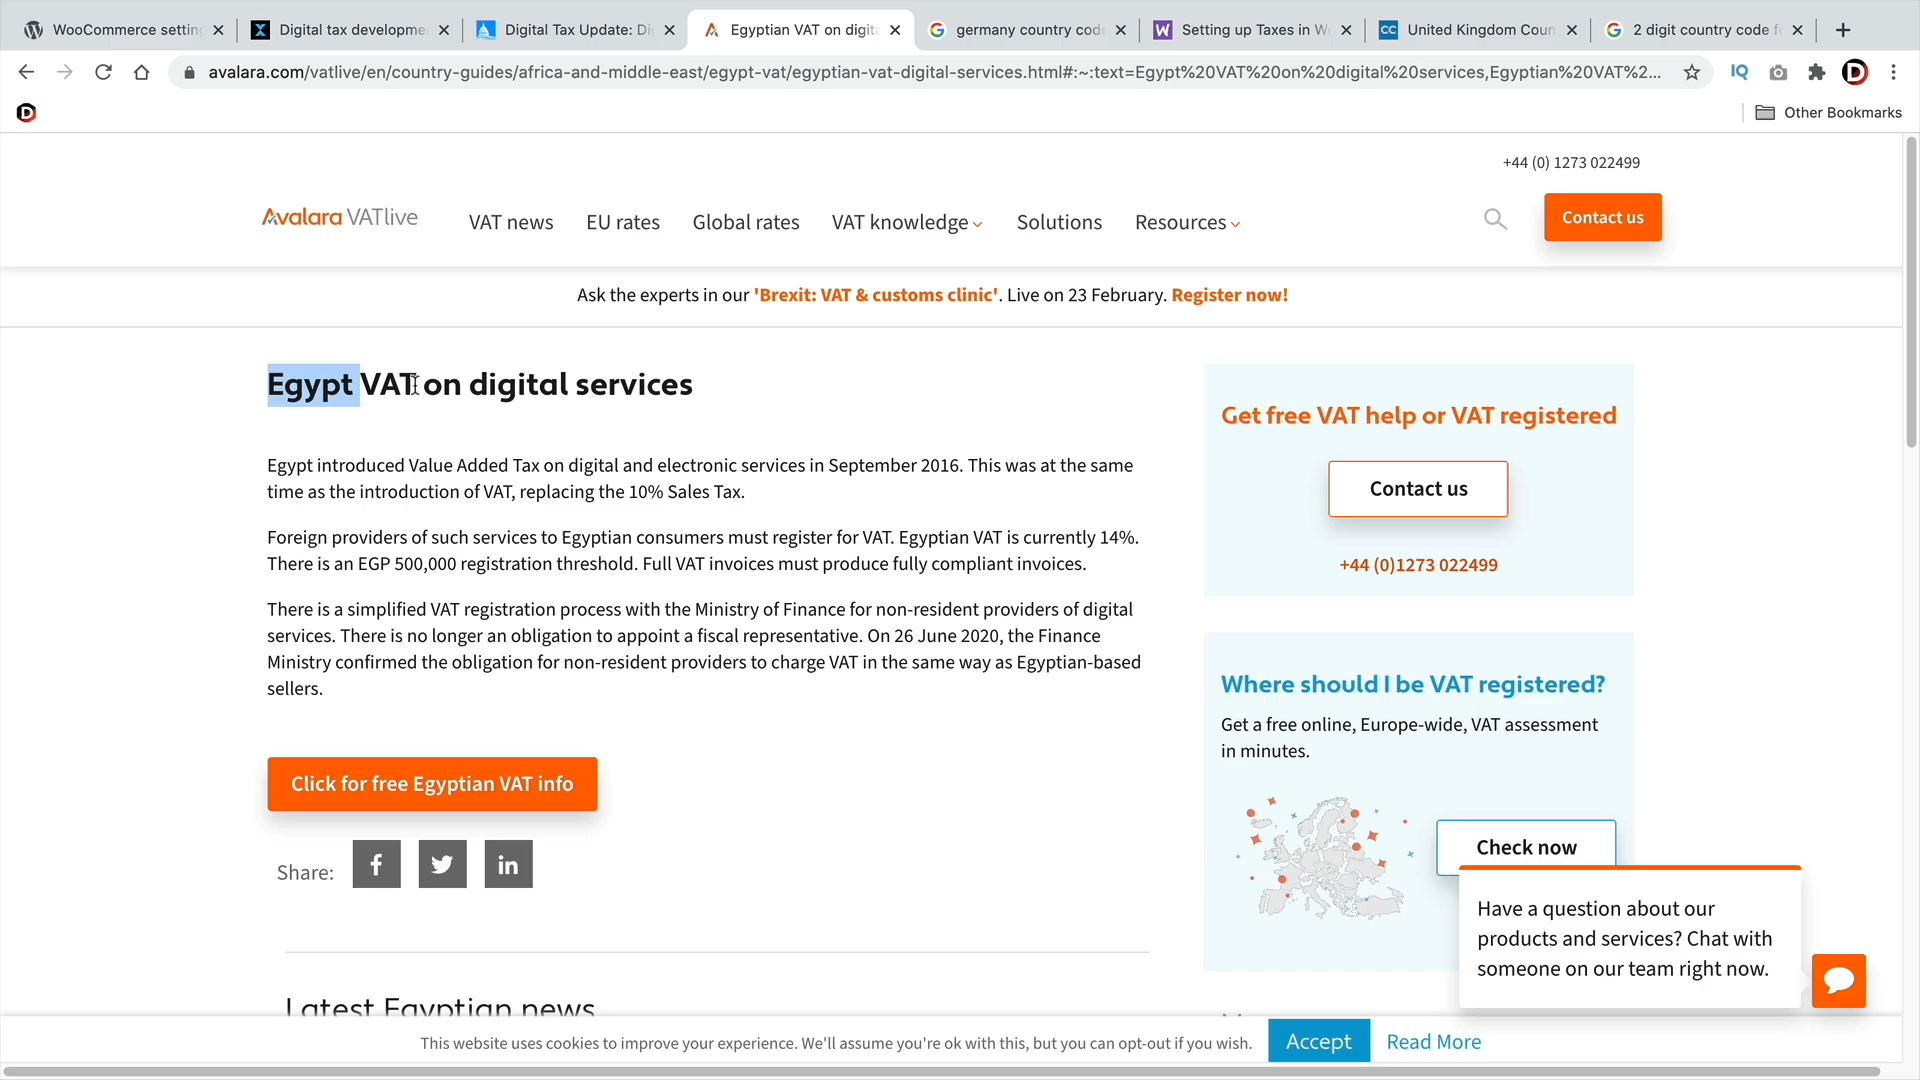 WooCommerce settin
Digital tax developme
Digital Tax Update: Di
Egyptian VAT on digit
germany country cod
Setting up Taxes in W
United Kingdom Coun
2 digit country code f
avalara.com/vatlive/en/country-guides/africa-and-middle-east/egypt-vat/egyptian-vat-digital-services.html#:~:text=Egypt%20VAT%20on%20digital%20services,Egyptian%20VAT%2...
IQ
Other Bookmarks
+44 (0) 1273 022499
Avalara VATlive
VAT news
EU rates
Global rates
VAT knowledge
Solutions
Resources
Contact us
Ask the experts in our 'Brexit: VAT & customs clinic'. Live on 23 February. Register now!
Egypt VAT on digital services
Egypt introduced Value Added Tax on digital and electronic services in September 2016. This was at the same
time as the introduction of VAT, replacing the 10% Sales Tax.
Foreign providers of such services to Egyptian consumers must register for VAT. Egyptian VAT is currently 14%.
There is an EGP 500,000 registration threshold. Full VAT invoices must produce fully compliant invoices.
There is a simplified VAT registration process with the Ministry of Finance for non-resident providers of digital
services. There is no longer an obligation to appoint a fiscal representative. On 26 June 2020, the Finance
Ministry confirmed the obligation for non-resident providers to charge VAT in the same way as Egyptian-based
sellers.
Click for free Egyptian VAT info
Share:
Latest Egyptian news
Get free VAT help or VAT registered
Contact us
+44 (0)1273 022499
Where should I be VAT registered?
Get a free online, Europe-wide, VAT assessment
in minutes.
Check now
Have a question about our
products and services? Chat with
someone on our team right now.
This website uses cookies to improve your experience. We'll assume you're ok with this, but you can opt-out if you wish.
Accept
Read More